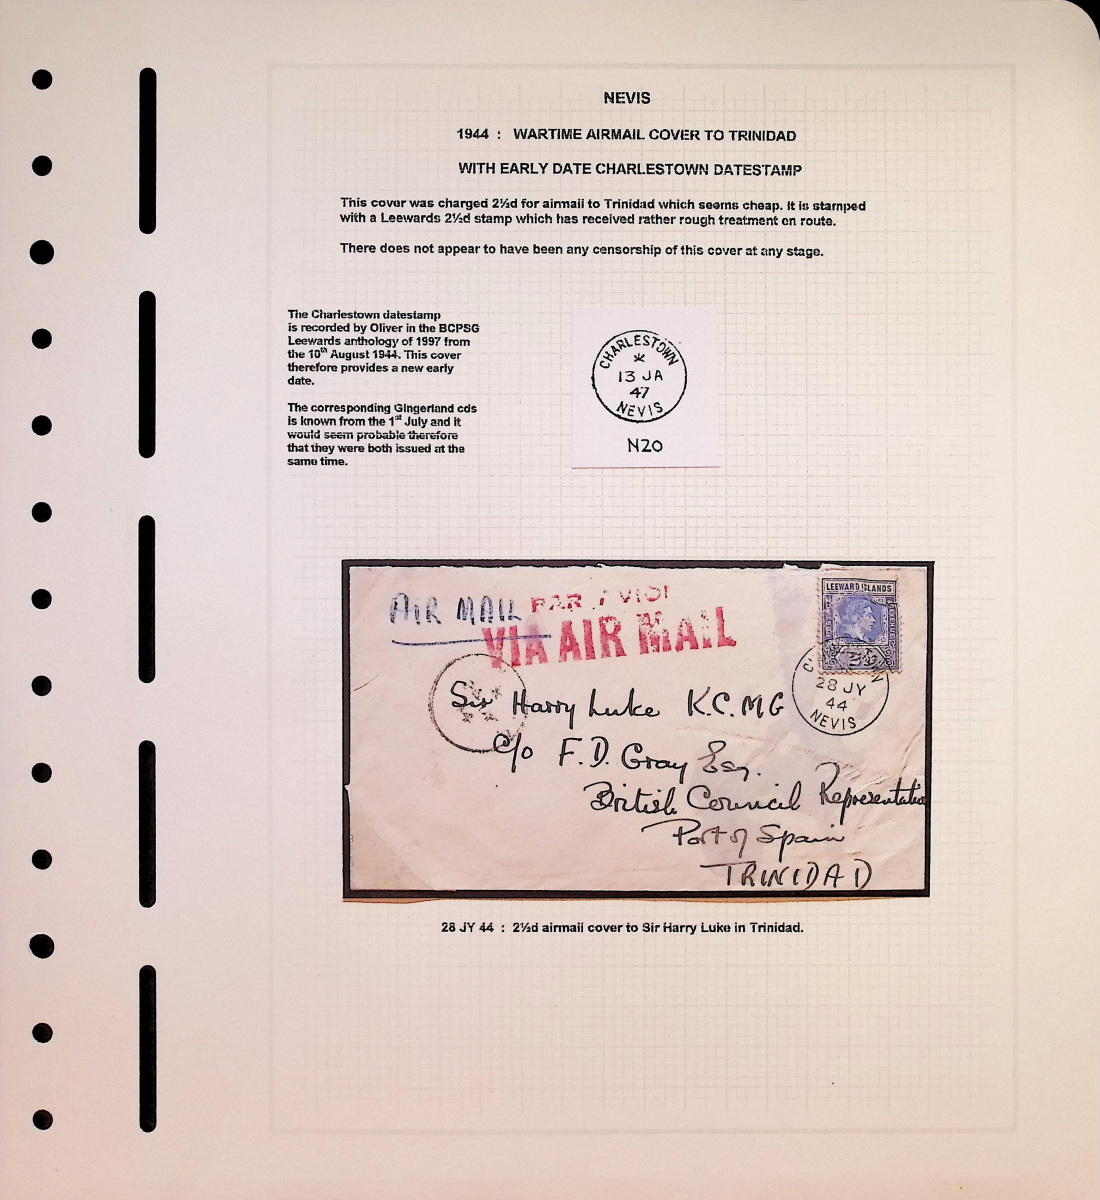 NEVIS
1944 : WARTIME AIRMAIL COVER TO TRINIDAD
WITH EARLY DATE CHARLESTOWN DATESTAMP
This cover was charged 2½d for airmail to Trinidad which seems cheap. It is stamped
with a Leewards 2½d stamp which has received rather rough treatment en route.
There does not appear to have been any censorship of this cover at any stage.
The Charlestown datestamp
is recorded by Oliver in the BCPSG
Leewards anthology of 1997 from
the 10th August 1944. This cover
therefore provides a new early
date.
The corresponding Gingerland cds
is known from the 1st July and it
would seem probable therefore
that they were both issued at the
same time.
CHARLESTOWN
*
13 JA
47
NEVIS
N20
AIR MAIL
PAR AVION
VIA AIR MAIL
LEEWARD ISLANDS
28 JY
44
NEVIS
Sir Harry Luke K.C.MG
c/o F.D. Gray Esq.
British Council Representative
Port of Spain
TRINIDAD
28 JY 44 : 2½d airmail cover to Sir Harry Luke in Trinidad.